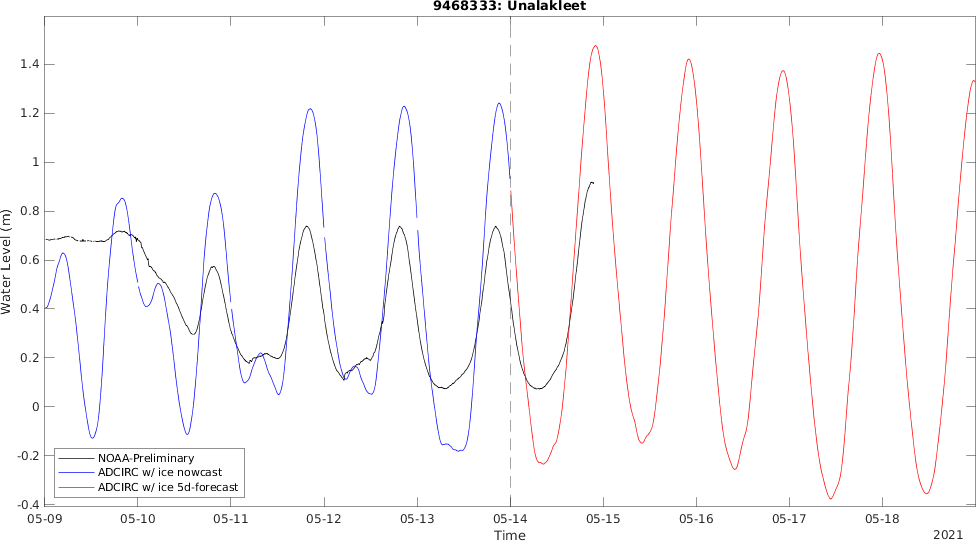 9468333: Unalakleet
Water Level (m)
1.4
1.2
1
0.8
0.6
0.4
0.2
0
-0.2
-0.4
NOAA-Preliminary
ADCIRC w/ ice nowcast
ADCIRC w/ ice 5d-forecast
05-09 05-10 05-11 05-12 05-13 05-14 05-15 05-16 05-17 05-18
Time
2021